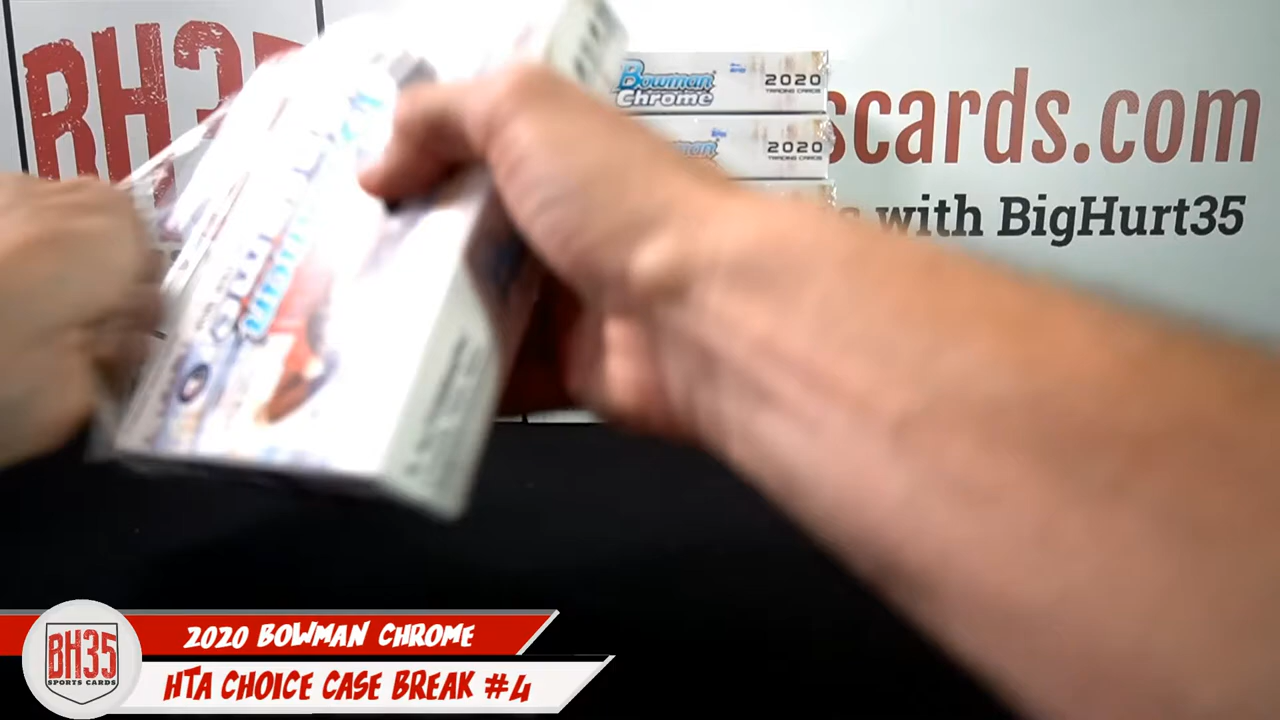 BH35
Bowman
Chrome
2020
TRADING CARDS
2020
TRADING CARDS
scards.com
with BigHurt35
BH35
SPORTS CARDS
2020 BOWMAN CHROME
HTA CHOICE CASE BREAK #4